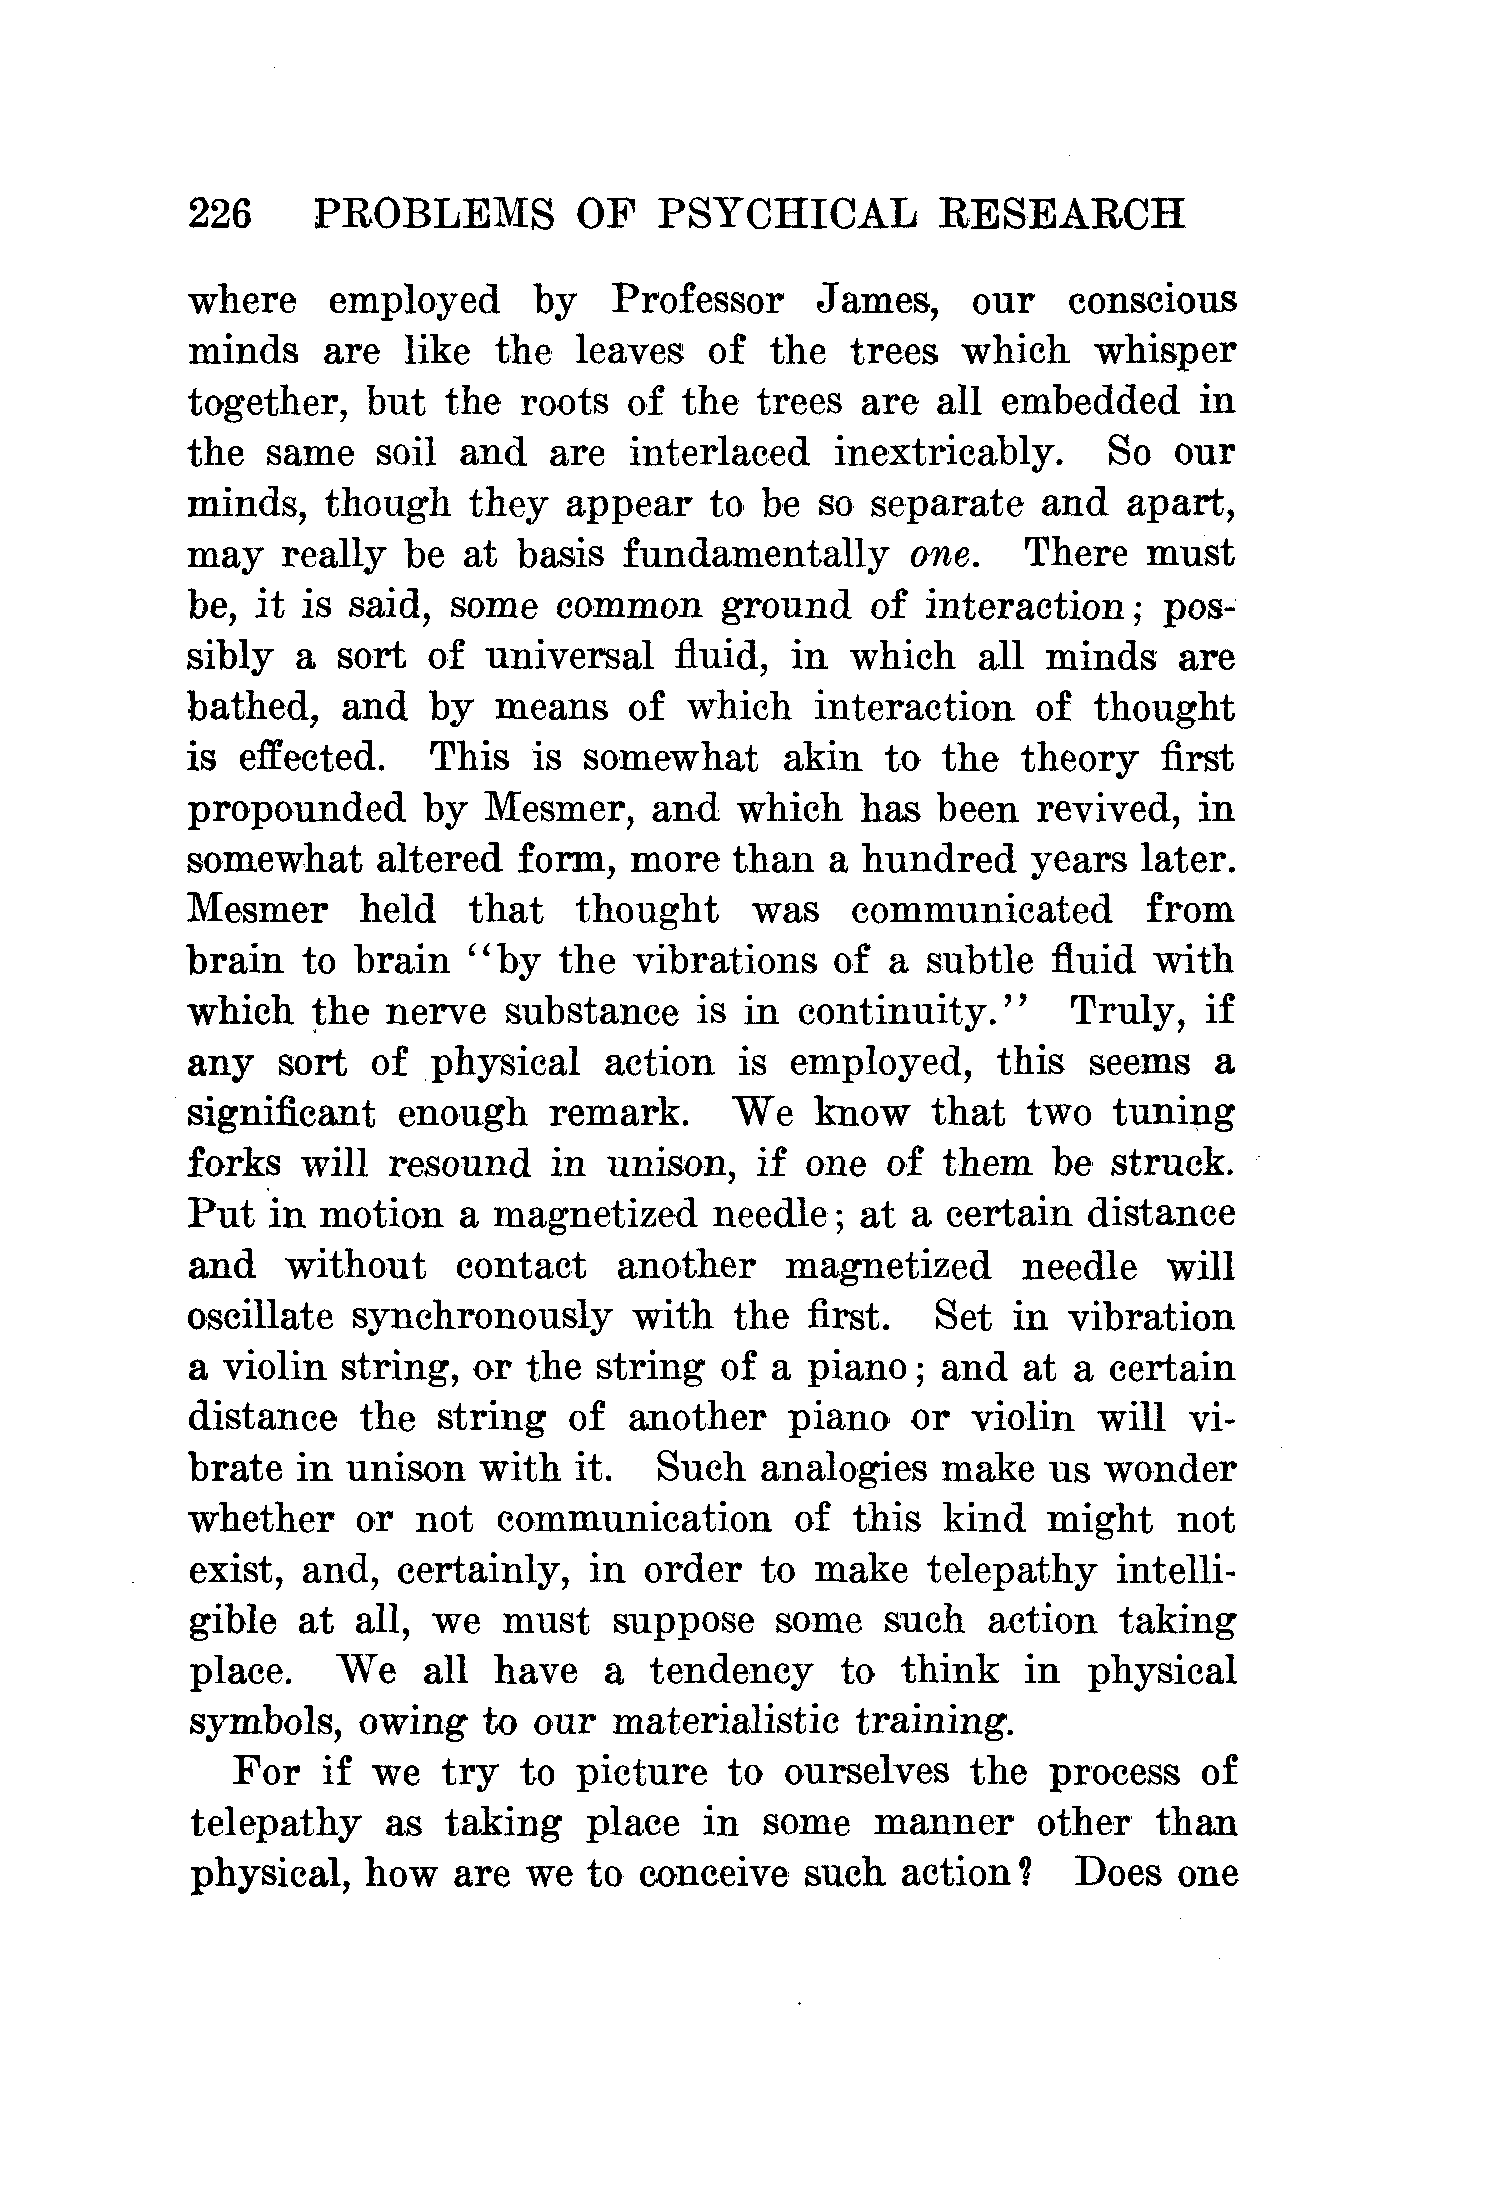 226 PROBLEMS OF PSYCHICAL RESEARCH
where employed by Professor James, our conscious
minds are like the leaves of the trees which whisper
together, but the roots of the trees are all embedded in
the same soil and are interlaced inextricably. So our
minds, though they appear to be so separate and apart,
may really be at basis fundamentally one. There must
be, it is said, some common ground of interaction; pos-
sibly a sort of universal fluid, in which all minds are
bathed, and by means of which interaction of thought
is effected. This is somewhat akin to the theory first
propounded by Mesmer, and which has been revived, in
somewhat altered form, more than a hundred years later.
Mesmer held that thought was communicated from
brain to brain "by the vibrations of a subtle fluid with
which the nerve substance is in continuity." Truly, if
any sort of physical action is employed, this seems a
significant enough remark. We know that two tuning
forks will resound in unison, if one of them be struck.
Put in motion a magnetized needle; at a certain distance
and without contact another magnetized needle will
oscillate synchronously with the first. Set in vibration
a violin string, or the string of a piano; and at a certain
distance the string of another piano or violin will vi-
brate in unison with it. Such analogies make us wonder
whether or not communication of this kind might not
exist, and, certainly, in order to make telepathy intelli-
gible at all, we must suppose some such action taking
place. We all have a tendency to think in physical
symbols, owing to our materialistic training.
For if we try to picture to ourselves the process of
telepathy as taking place in some manner other than
physical, how are we to conceive such action? Does one